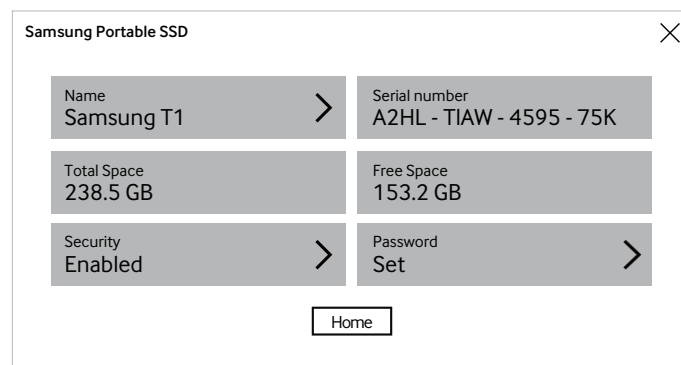 Samsung Portable SSD
Name
Samsung T1
Serial number
A2HL - TIAW - 4595 - 75K
Total Space
238.5 GB
Free Space
153.2 GB
Security
Enabled
Password
Set
Home